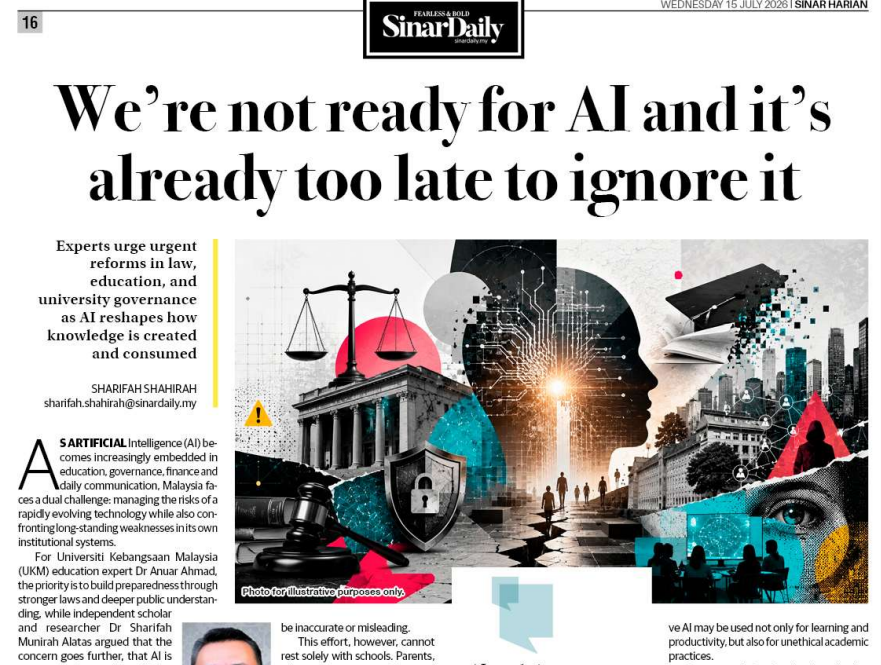 16
FEARLESS & BOLD
SinarDaily
sinardaily.my
WEDNESDAY 15 JULY 2026 | SINAR HARIAN
We're not ready for AI and it's
already too late to ignore it
Experts urge urgent
reforms in law,
education, and
university governance
as AI reshapes how
knowledge is created
and consumed
SHARIFAH SHAHIRAH
sharifah.shahirah@sinardaily.my
AS ARTIFICIAL Intelligence (AI) be-
comes increasingly embedded in
education, governance, finance and
daily communication, Malaysia fa-
ces a dual challenge: managing the risks of a
rapidly evolving technology while also con-
fronting long-standing weaknesses in its own
institutional systems.
For Universiti Kebangsaan Malaysia
(UKM) education expert Dr Anuar Ahmad,
the priority is to build preparedness through
stronger laws and deeper public understan-
ding, while independent scholar
and researcher Dr Sharifah
Munirah Alatas argued that the
concern goes further, that AI is
Photo for illustrative purposes only.
be inaccurate or misleading.
This effort, however, cannot
rest solely with schools. Parents,
ve AI may be used not only for learning and
productivity, but also for unethical academic
practices.